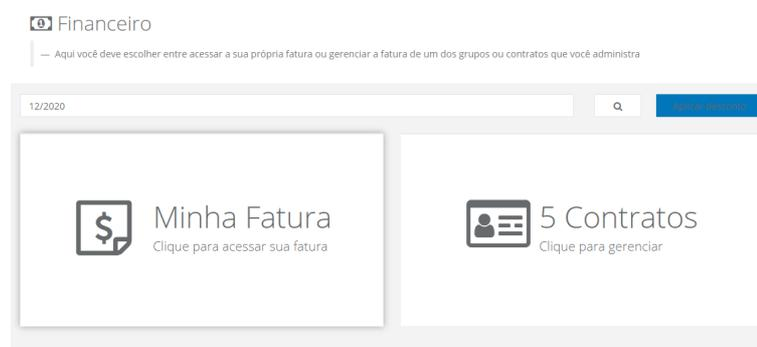 Financeiro
— Aqui você deve escolher entre acessar a sua própria fatura ou gerenciar a fatura de um dos grupos ou contratos que você administra
12/2020
Aplicar desconto
Minha Fatura
Clique para acessar sua fatura
5 Contratos
Clique para gerenciar